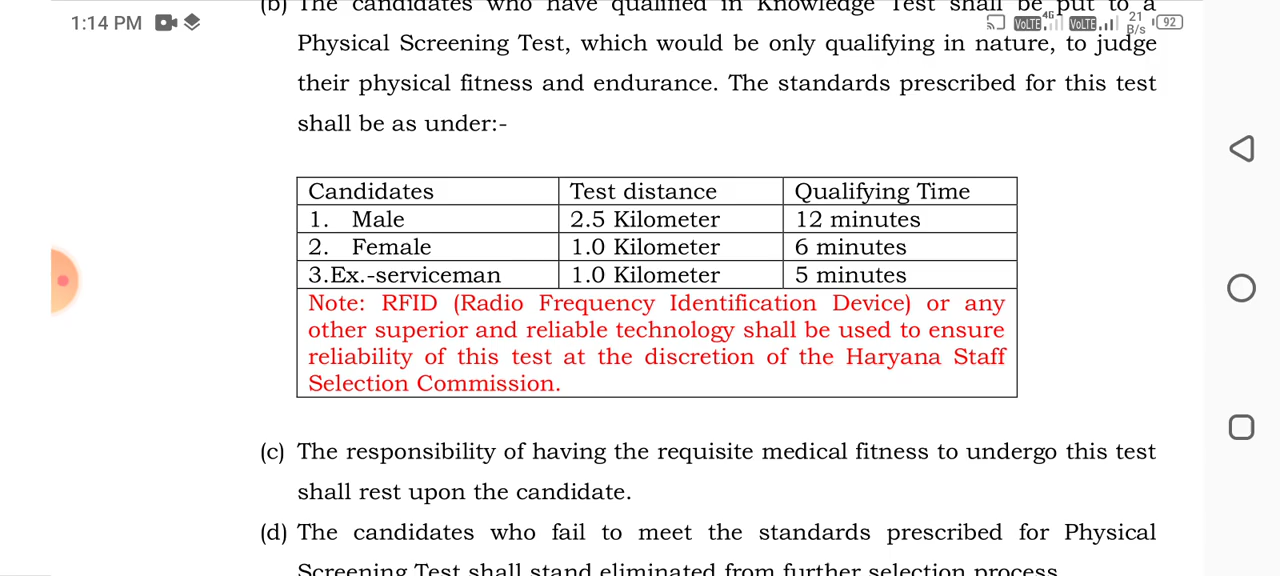 (b) The candidates who have qualified in Knowledge Test shall be put to a
1:14 PM
VoLTE 4G VoLTE 21 B/s 92
Physical Screening Test, which would be only qualifying in nature, to judge
their physical fitness and endurance. The standards prescribed for this test
shall be as under:-
Candidates Test distance Qualifying Time
1. Male 2.5 Kilometer 12 minutes
2. Female 1.0 Kilometer 6 minutes
3.Ex.-serviceman 1.0 Kilometer 5 minutes
Note: RFID (Radio Frequency Identification Device) or any
other superior and reliable technology shall be used to ensure
reliability of this test at the discretion of the Haryana Staff
Selection Commission.
(c) The responsibility of having the requisite medical fitness to undergo this test
shall rest upon the candidate.
(d) The candidates who fail to meet the standards prescribed for Physical
Screening Test shall stand eliminated from further selection process.